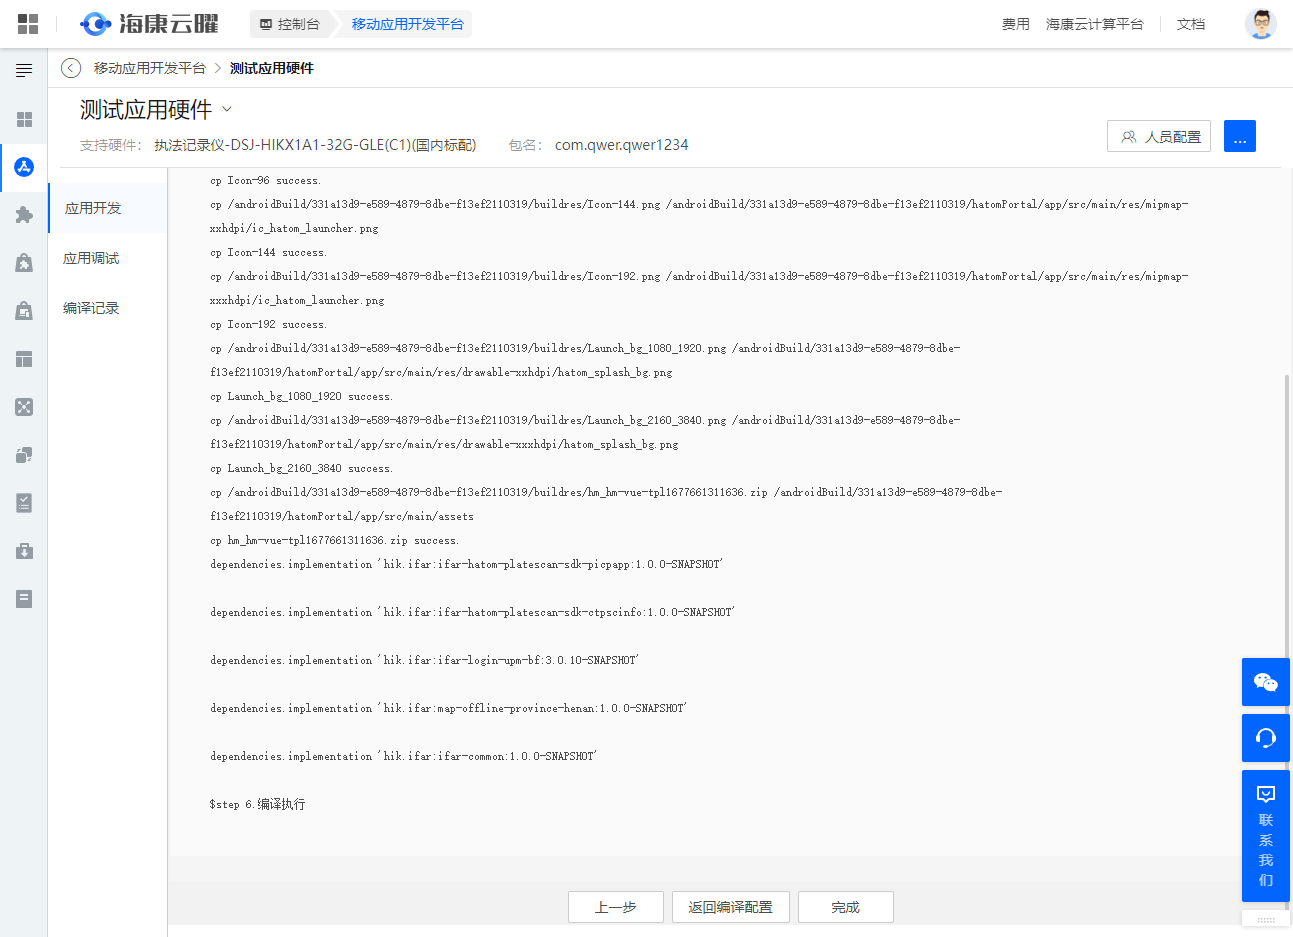 海康云曜
控制台
移动应用开发平台
费用
海康云计算平台
文档
移动应用开发平台 > 测试应用硬件
测试应用硬件
支持硬件： 执法记录仪-DSJ-HIKX1A1-32G-GLE(C1)(国内标配)
包名： com.qwer.qwer1234
人员配置
...
应用开发
应用调试
编译记录
cp Icon-96 success.
cp /androidBuild/331a13d9-e589-4879-8dbe-f13ef2110319/buildres/Icon-144.png /androidBuild/331a13d9-e589-4879-8dbe-f13ef2110319/hatomPortal/app/src/main/res/mipmap-
xxhdpi/ic_hatom_launcher.png
cp Icon-144 success.
cp /androidBuild/331a13d9-e589-4879-8dbe-f13ef2110319/buildres/Icon-192.png /androidBuild/331a13d9-e589-4879-8dbe-f13ef2110319/hatomPortal/app/src/main/res/mipmap-
xxxhdpi/ic_hatom_launcher.png
cp Icon-192 success.
cp /androidBuild/331a13d9-e589-4879-8dbe-f13ef2110319/buildres/Launch_bg_1080_1920.png /androidBuild/331a13d9-e589-4879-8dbe-
f13ef2110319/hatomPortal/app/src/main/res/drawable-xxhdpi/hatom_splash_bg.png
cp Launch_bg_1080_1920 success.
cp /androidBuild/331a13d9-e589-4879-8dbe-f13ef2110319/buildres/Launch_bg_2160_3840.png /androidBuild/331a13d9-e589-4879-8dbe-
f13ef2110319/hatomPortal/app/src/main/res/drawable-xxxhdpi/hatom_splash_bg.png
cp Launch_bg_2160_3840 success.
cp /androidBuild/331a13d9-e589-4879-8dbe-f13ef2110319/buildres/hm_hm-vue-tpl1677661311636.zip /androidBuild/331a13d9-e589-4879-8dbe-
f13ef2110319/hatomPortal/app/src/main/assets
cp hm_hm-vue-tpl1677661311636.zip success.
dependencies.implementation 'hik.ifar:ifar-hatom-platescan-sdk-picpapp:1.0.0-SNAPSHOT'
dependencies.implementation 'hik.ifar:ifar-hatom-platescan-sdk-ctpscinfo:1.0.0-SNAPSHOT'
dependencies.implementation 'hik.ifar:ifar-login-upm-bf:3.0.10-SNAPSHOT'
dependencies.implementation 'hik.ifar:map-offline-province-henan:1.0.0-SNAPSHOT'
dependencies.implementation 'hik.ifar:ifar-common:1.0.0-SNAPSHOT'
$step 6.编译执行
上一步
返回编译配置
完成
联
系
我
们